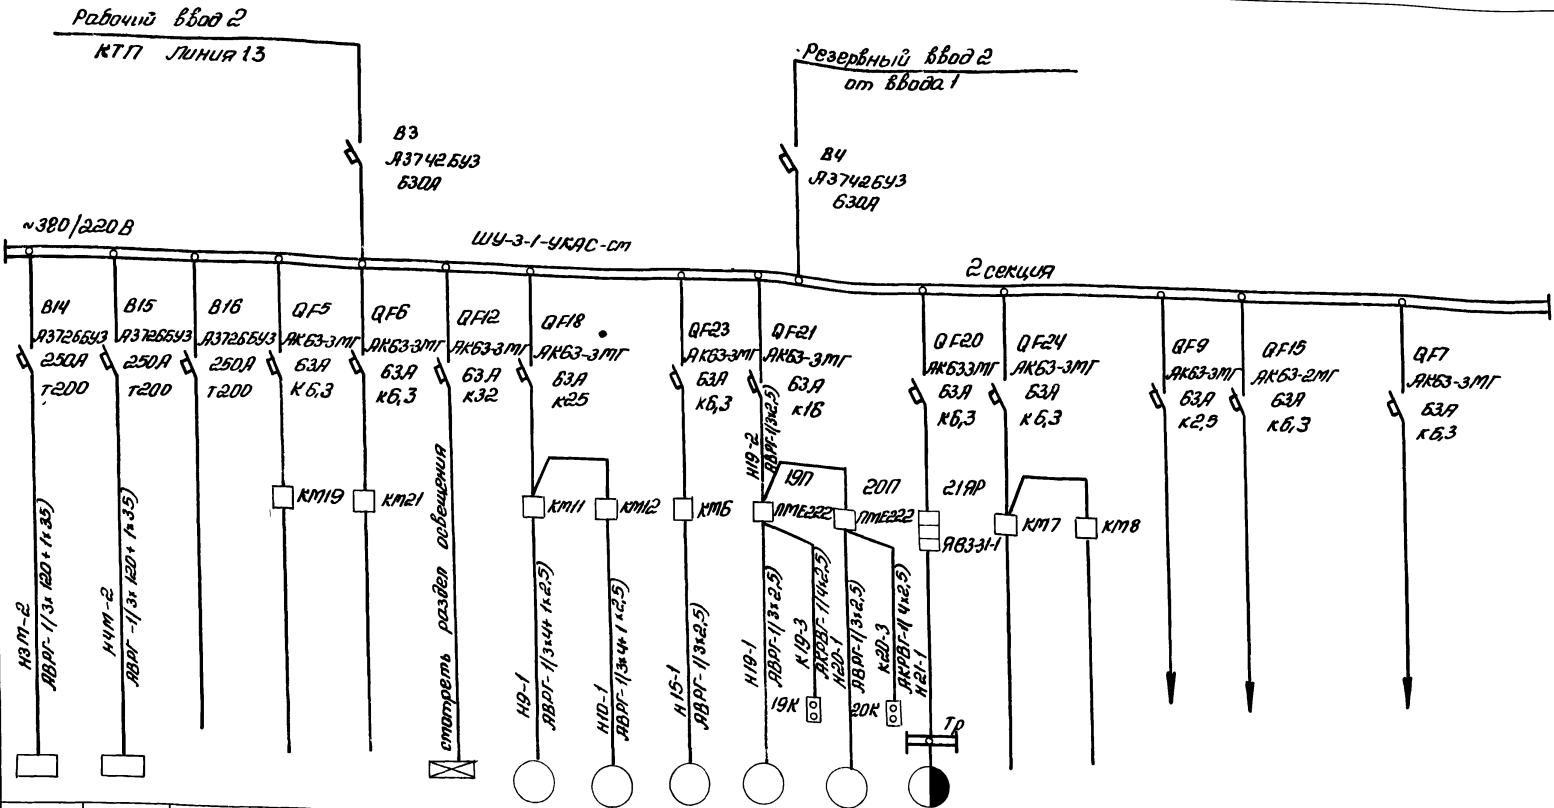 Рабочий ввод 2
КТП Линия 13
Резервный ввод 2
от ввода 1
В3
А3742БУ3
630А
В4
А3742БУ3
630А
~380/220В
ШУ-3-1-УКАС-см
2 секция
В14
А3726БУ3
250А
т200
В15
А3726БУ3
250А
т200
В16
А3726БУ3
250А
т200
QF5
АК63-3МГ
63А
К6,3
QF6
АК63-3МГ
63А
к6,3
QF12
АК63-3МГ
63А
к32
QF18
АК63-3МГ
63А
к25
QF23
АК63-3МГ
63А
к6,3
QF21
АК63-3МГ
63А
к16
QF20
АК633МГ
63А
к6,3
QF24
АК63-3МГ
63А
к6,3
QF9
АК63-3МГ
63А
к2,5
QF15
АК63-2МГ
63А
к6,3
QF7
АК63-3МГ
63А
к6,3
Н19-2
АВРГ-1(3х2,5)
КМ19
КМ21
КМ11
КМ12
КМ6
19П
ПМЕ222
20П
ПМЕ222
21ЯР
ЯВ3-31-1
КМ7
КМ8
Н3М-2
АВРГ-1(3х120+1х35)
Н4М-2
АВРГ-1(3х120+1х35)
смотреть раздел освещения
Н9-1
АВРГ-1(3х4+1х2,5)
Н10-1
АВРГ-1(3х4+1х2,5)
Н15-1
АВРГ-1(3х2,5)
Н19-1
АВРГ-1(3х2,5)
К19-3
АКРВГ-1(4х2,5)
Н20-1
АВРГ-1(3х2,5)
К20-3
АКРВГ-1(4х2,5)
Н21-1
19К
20К
Тр